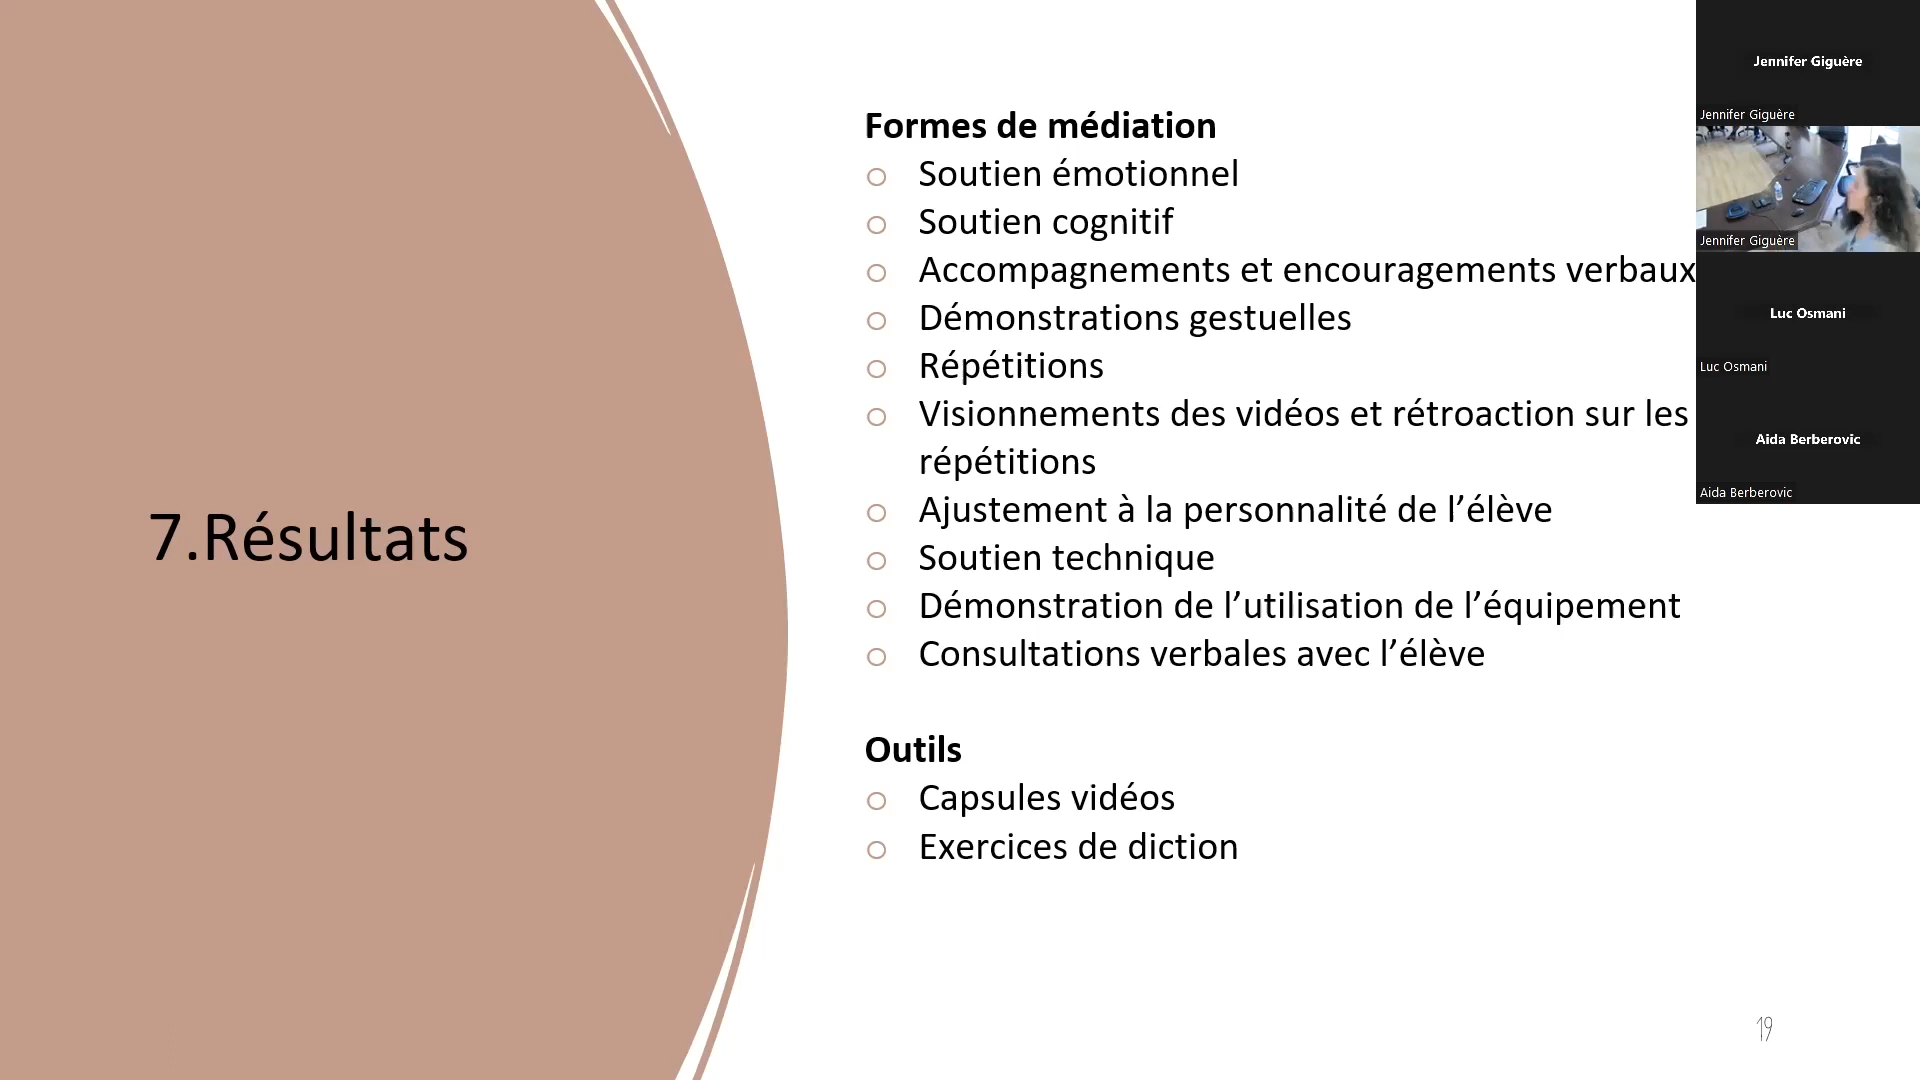 7.Résultats
Formes de médiation
○ Soutien émotionnel
○ Soutien cognitif
○ Accompagnements et encouragements verbaux
○ Démonstrations gestuelles
○ Répétitions
○ Visionnements des vidéos et rétroaction sur les
répétitions
○ Ajustement à la personnalité de l’élève
○ Soutien technique
○ Démonstration de l’utilisation de l’équipement
○ Consultations verbales avec l’élève
Outils
○ Capsules vidéos
○ Exercices de diction
19
Jennifer Giguère
Jennifer Giguère
Jennifer Giguère
Luc Osmani
Luc Osmani
Aida Berberovic
Aida Berberovic